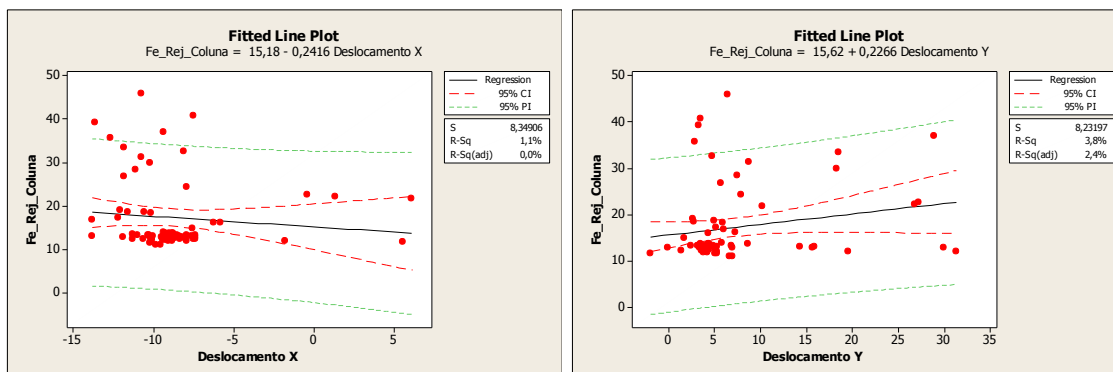 Fitted Line Plot
Fe_Rej_Coluna = 15,18 - 0,2416 Deslocamento X
50
40
30
20
10
0
Fe_Rej_Coluna
-15
-10
-5
0
5
Deslocamento X
Regression
95% CI
95% PI
S 8,34906
R-Sq 1,1%
R-Sq(adj) 0,0%
Fitted Line Plot
Fe_Rej_Coluna = 15,62 + 0,2266 Deslocamento Y
50
40
30
20
10
0
Fe_Rej_Coluna
0
5
10
15
20
25
30
35
Deslocamento Y
Regression
95% CI
95% PI
S 8,23197
R-Sq 3,8%
R-Sq(adj) 2,4%